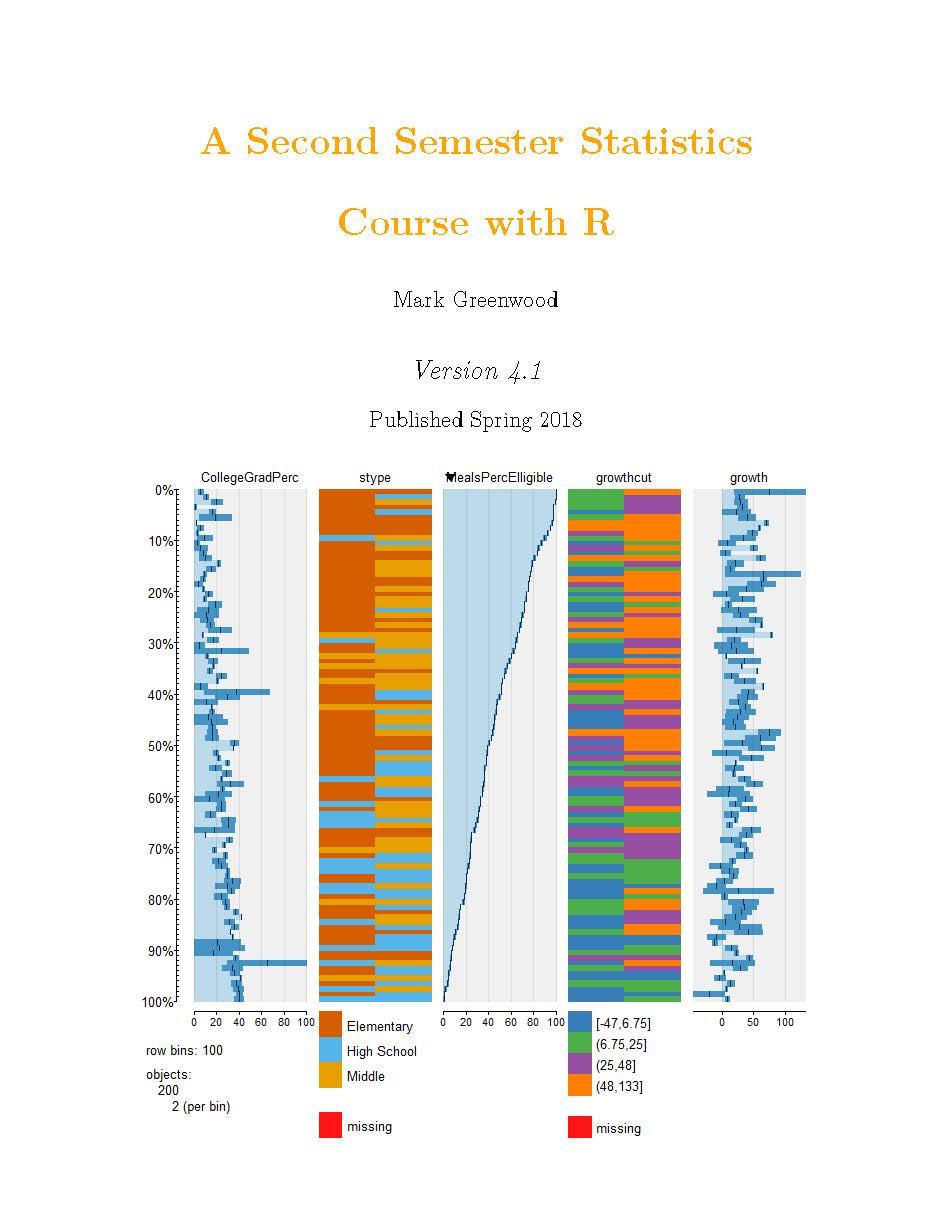 A Second Semester Statistics
Course with R
Mark Greenwood
Version 4.1
Published Spring 2018
CollegeGradPerc stype MealsPercElligible growthcut growth
0%
10%
20%
30%
40%
50%
60%
70%
80%
90%
100%
0 20 40 60 80 100 0 20 40 60 80 100 0 50 100
row bins: 100
objects:
200
2 (per bin)
Elementary
High School
Middle
missing
[-47,6.75]
(6.75,25]
(25,48]
(48,133]
missing